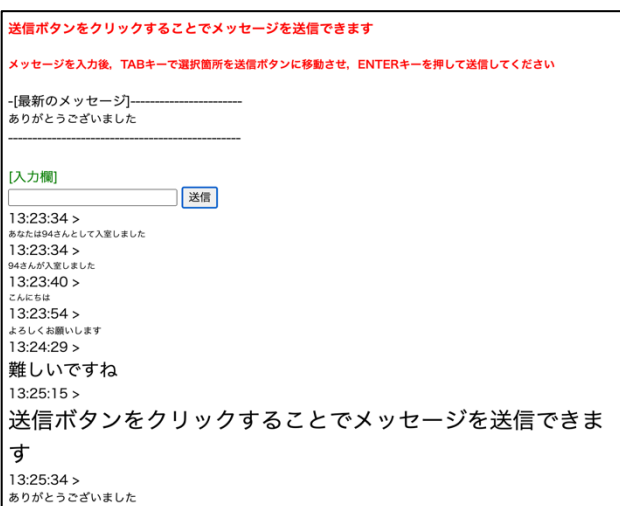 送信ボタンをクリックすることでメッセージを送信できます
メッセージを入力後，TABキーで選択箇所を送信ボタンに移動させ，ENTERキーを押して送信してください
-[最新のメッセージ]-----------------------
ありがとうございました
------------------------------------------------
[入力欄]
送信
13:23:34 >
あなたは94さんとして入室しました
13:23:34 >
94さんが入室しました
13:23:40 >
こんにちは
13:23:54 >
よろしくお願いします
13:24:29 >
難しいですね
13:25:15 >
送信ボタンをクリックすることでメッセージを送信できま
す
13:25:34 >
ありがとうございました